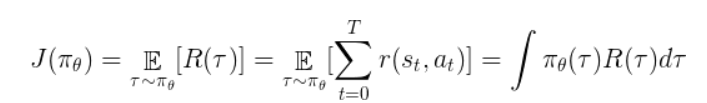 J(π_θ) = 𝔼_{τ∼π_θ}[R(τ)] = 𝔼_{τ∼π_θ}[∑_{t=0}^{T} r(s_t, a_t)] = ∫ π_θ(τ)R(τ)dτ